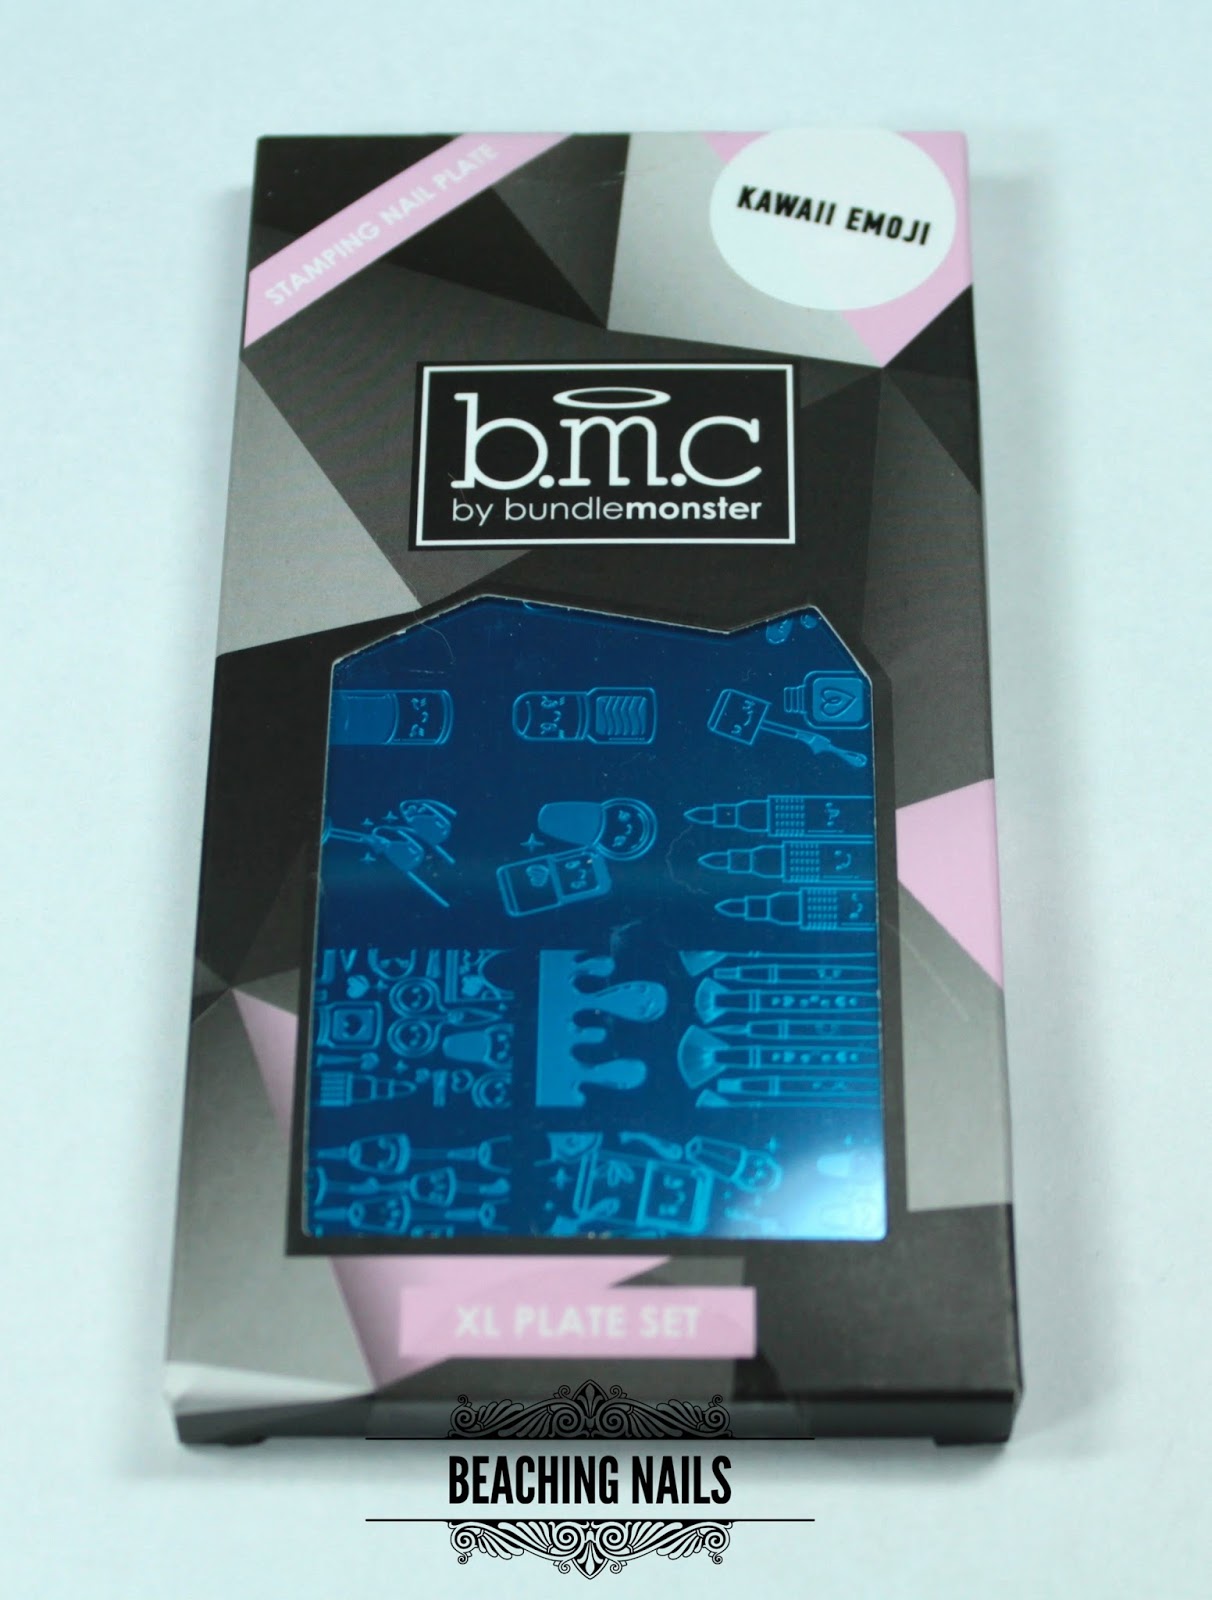 STAMPING NAIL PLATE
KAWAII EMOJI
b.m.c
by bundlemonster
XL PLATE SET
BEACHING NAILS